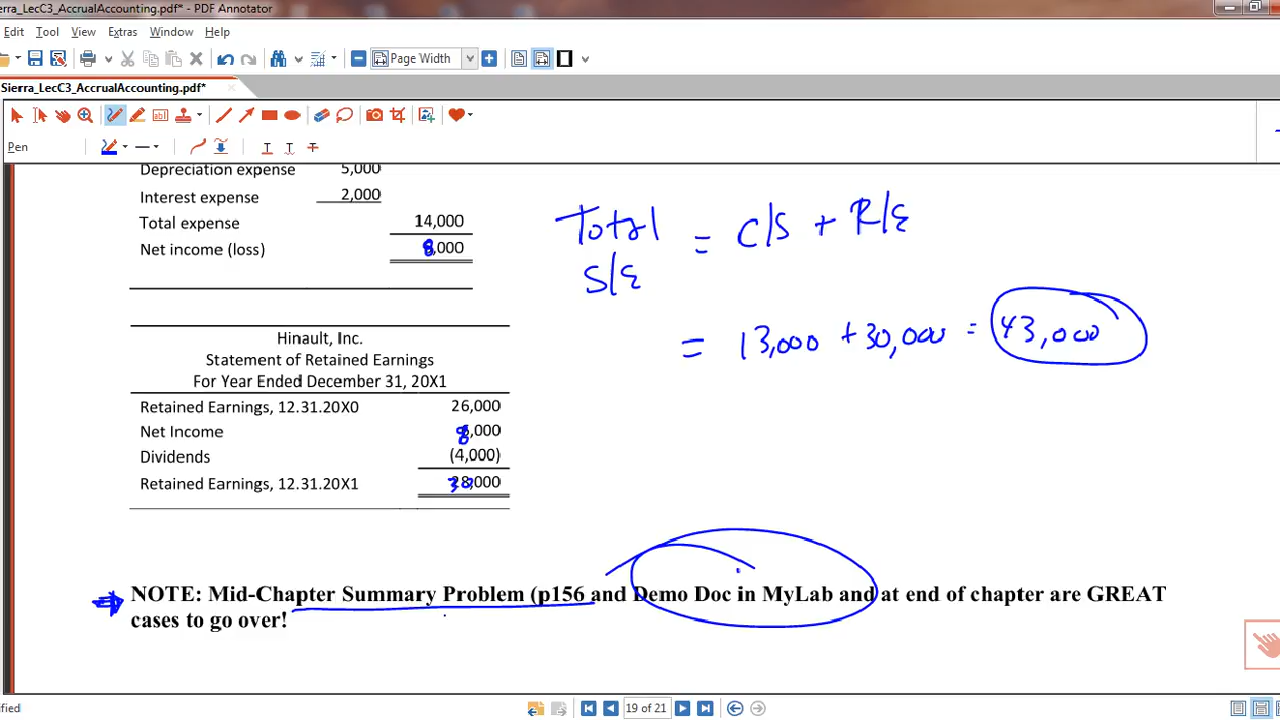 ierra_LecC3_AccrualAccounting.pdf* - PDF Annotator
Edit Tool View Extras Window Help
Page Width
Sierra_LecC3_AccrualAccounting.pdf*
Pen
Depreciation expense 5,000
Interest expense 2,000
Total expense 14,000
Net income (loss) 8,000
Total S/E = C/S + R/E
= 13,000 + 30,000 = 43,000
Hinault, Inc.
Statement of Retained Earnings
For Year Ended December 31, 20X1
Retained Earnings, 12.31.20X0 26,000
Net Income 8,000
Dividends (4,000)
Retained Earnings, 12.31.20X1 30,000
NOTE: Mid-Chapter Summary Problem (p156 and Demo Doc in MyLab and at end of chapter are GREAT
cases to go over!
ified 19 of 21